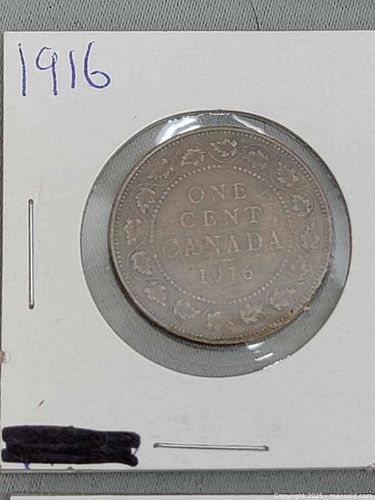 1916
ONE
CENT
CANADA
1916
Copyright 2025 - maxsold.com